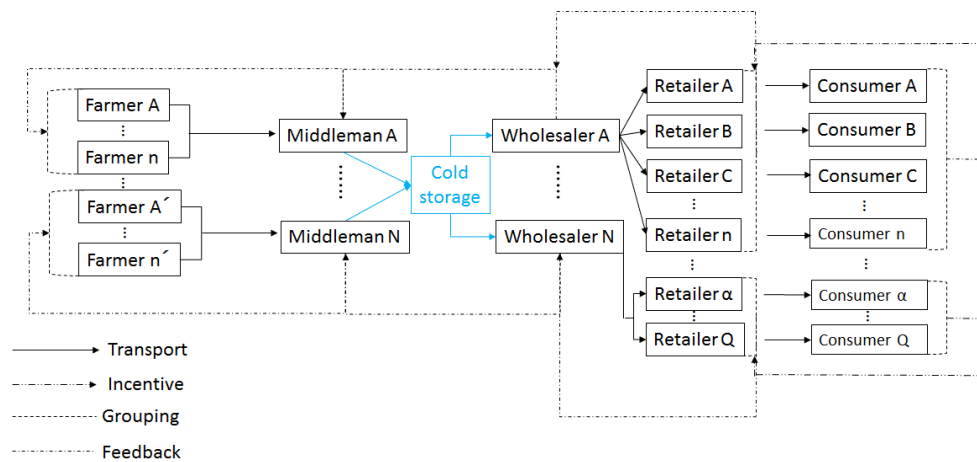 Farmer A
Farmer n
Farmer A´
Farmer n´
Middleman A
Middleman N
Cold
storage
Wholesaler A
Wholesaler N
Retailer A
Retailer B
Retailer C
Retailer n
Retailer α
Retailer Q
Consumer A
Consumer B
Consumer C
Consumer n
Consumer α
Consumer Q
Transport
Incentive
Grouping
Feedback